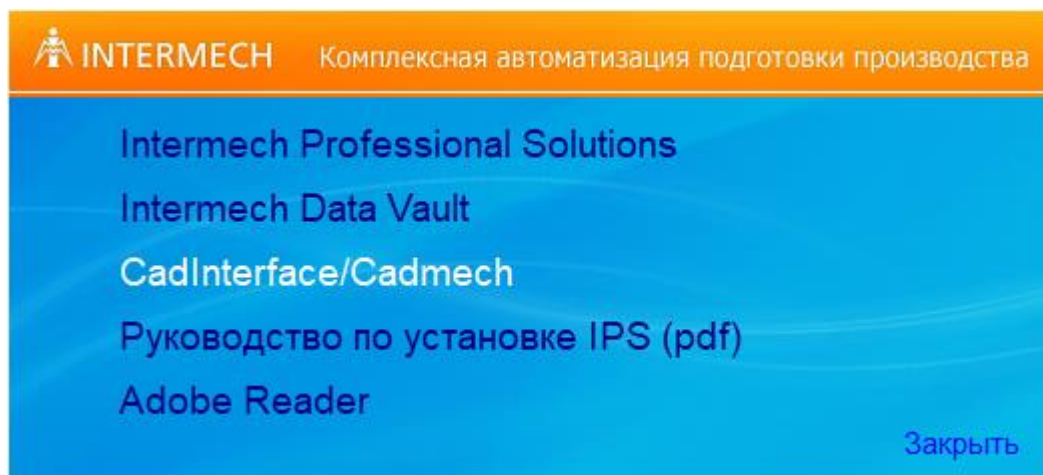 INTERMECH Комплексная автоматизация подготовки производства
Intermech Professional Solutions
Intermech Data Vault
CadInterface/Cadmech
Руководство по установке IPS (pdf)
Adobe Reader
Закрыть